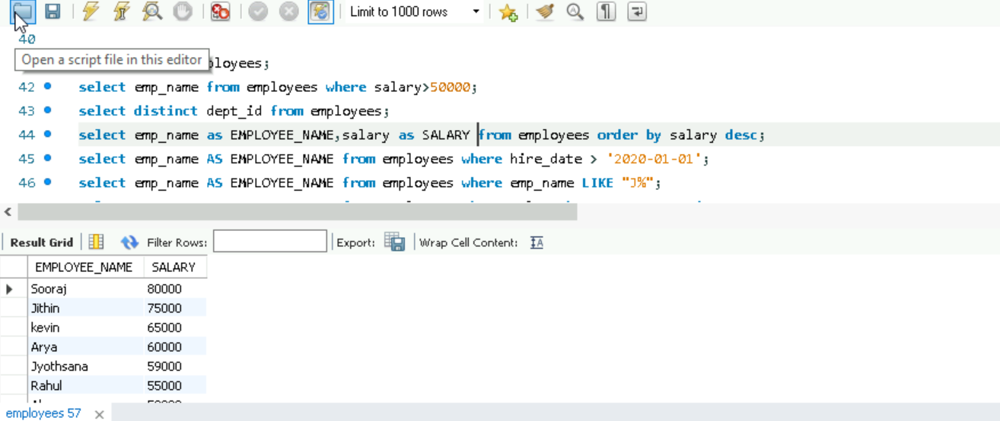 Limit to 1000 rows
40
Open a script file in this editor
ployees;
42 select emp_name from employees where salary>50000;
43 select distinct dept_id from employees;
44 select emp_name as EMPLOYEE_NAME,salary as SALARY from employees order by salary desc;
45 select emp_name AS EMPLOYEE_NAME from employees where hire_date > '2020-01-01';
46 select emp_name AS EMPLOYEE_NAME from employees where emp_name LIKE "J%";
Result Grid Filter Rows: Export: Wrap Cell Content: IA
EMPLOYEE_NAME SALARY
Sooraj 80000
Jithin 75000
kevin 65000
Arya 60000
Jyothsana 59000
Rahul 55000
employees 57